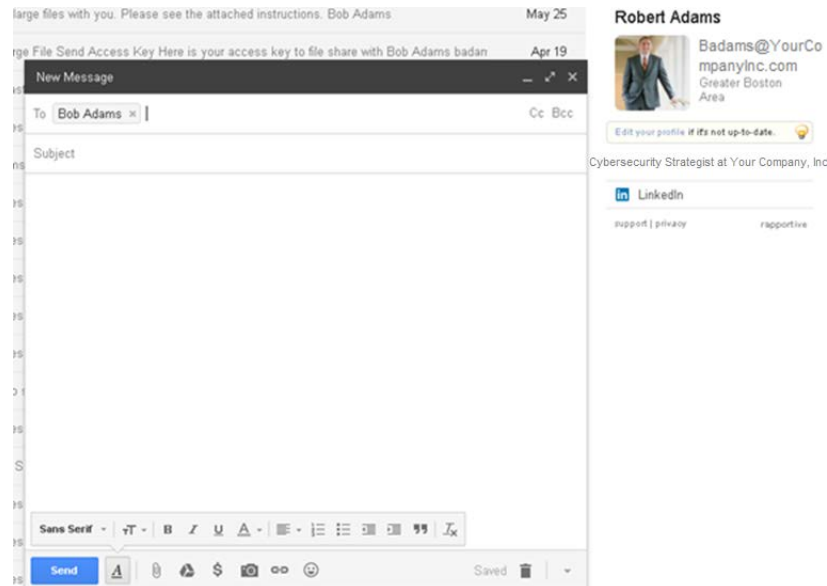 large files with you. Please see the attached instructions. Bob Adams May 25
rge File Send Access Key Here is your access key to file share with Bob Adams badan Apr 19
New Message
To Bob Adams × Cc Bcc
Subject
Sans Serif
B I U A
Send A $ Saved
Robert Adams
Badams@YourCo
mpanyInc.com
Greater Boston
Area
Edit your profile if it's not up-to-date.
Cybersecurity Strategist at Your Company, Inc
in LinkedIn
support | privacy rapportive